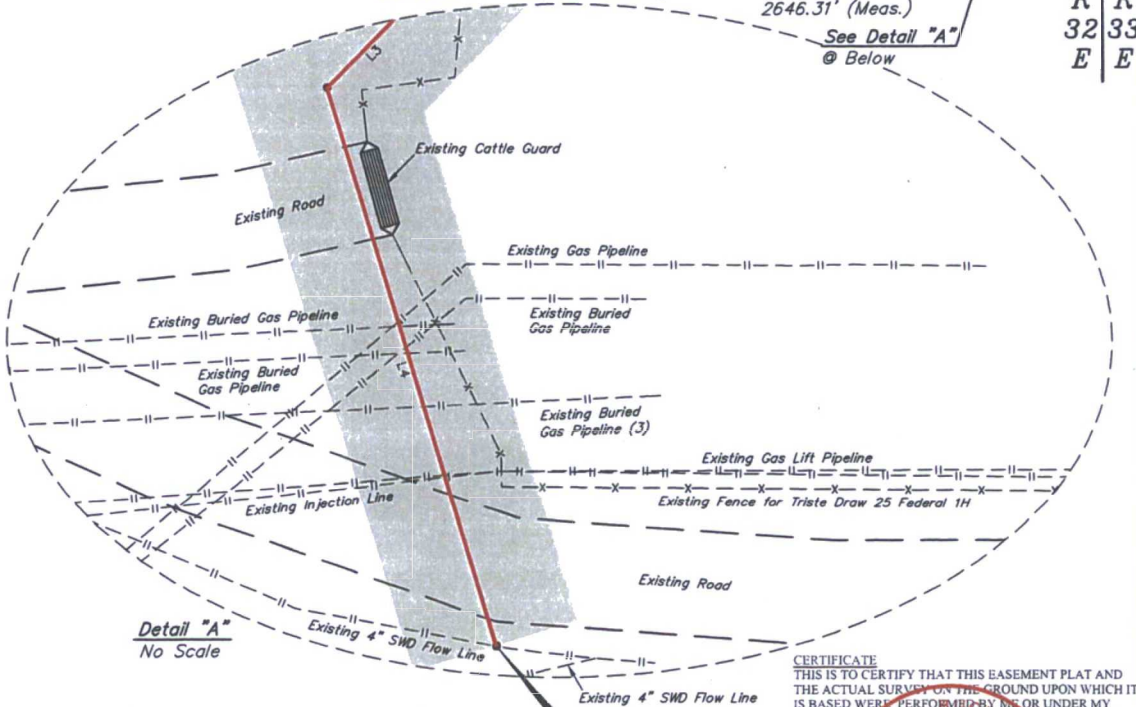 2646.31' (Meas.)
See Detail "A"
@ Below
R R
32 33
E E
L3
Existing Cattle Guard
Existing Road
Existing Gas Pipeline
Existing Buried Gas Pipeline
Existing Buried
Gas Pipeline
Existing Buried
Gas Pipeline
L4
Existing Buried
Gas Pipeline (3)
Existing Gas Lift Pipeline
Existing Injection Line
Existing Fence for Triste Draw 25 Federal 1H
Existing Road
Detail "A"
No Scale
Existing 4" SWD Flow Line
Existing 4" SWD Flow Line
CERTIFICATE
THIS IS TO CERTIFY THAT THIS EASEMENT PLAT AND
THE ACTUAL SURVEY ON THE GROUND UPON WHICH IT
IS BASED WERE PERFORMED BY ME OR UNDER MY